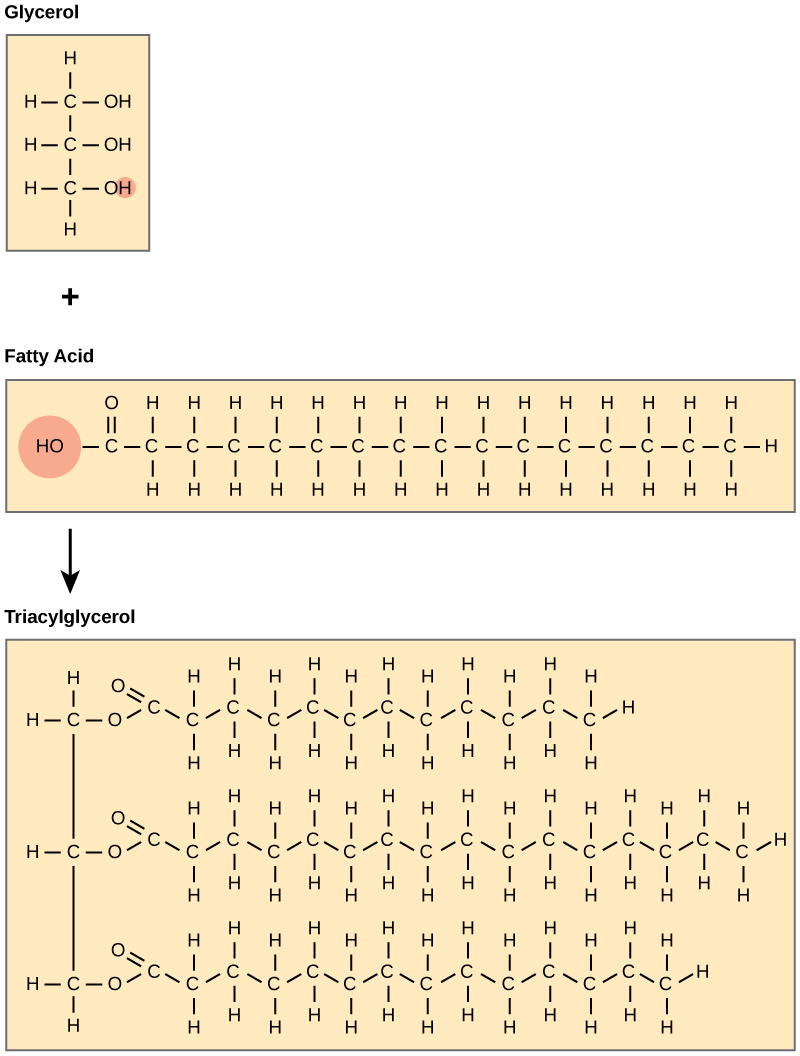 Glycerol
H
H C OH
H C OH
H C OH
H
+
Fatty Acid
O H H H H H H H H H H H H H H H
HO C C C C C C C C C C C C C C C C H
H H H H H H H H H H H H H H H
Triacylglycerol
H H H H H H H H H H H H
O
H C O C C C C C C C C C C C C H
H H H H H H H H H H H
H H H H H H H H H H H H H H H
O
H C O C C C C C C C C C C C C C C C C H
H H H H H H H H H H H H H H H
H H H H H H H H H H H H H
O
H C O C C C C C C C C C C C C C C H
H H H H H H H H H H H H H H